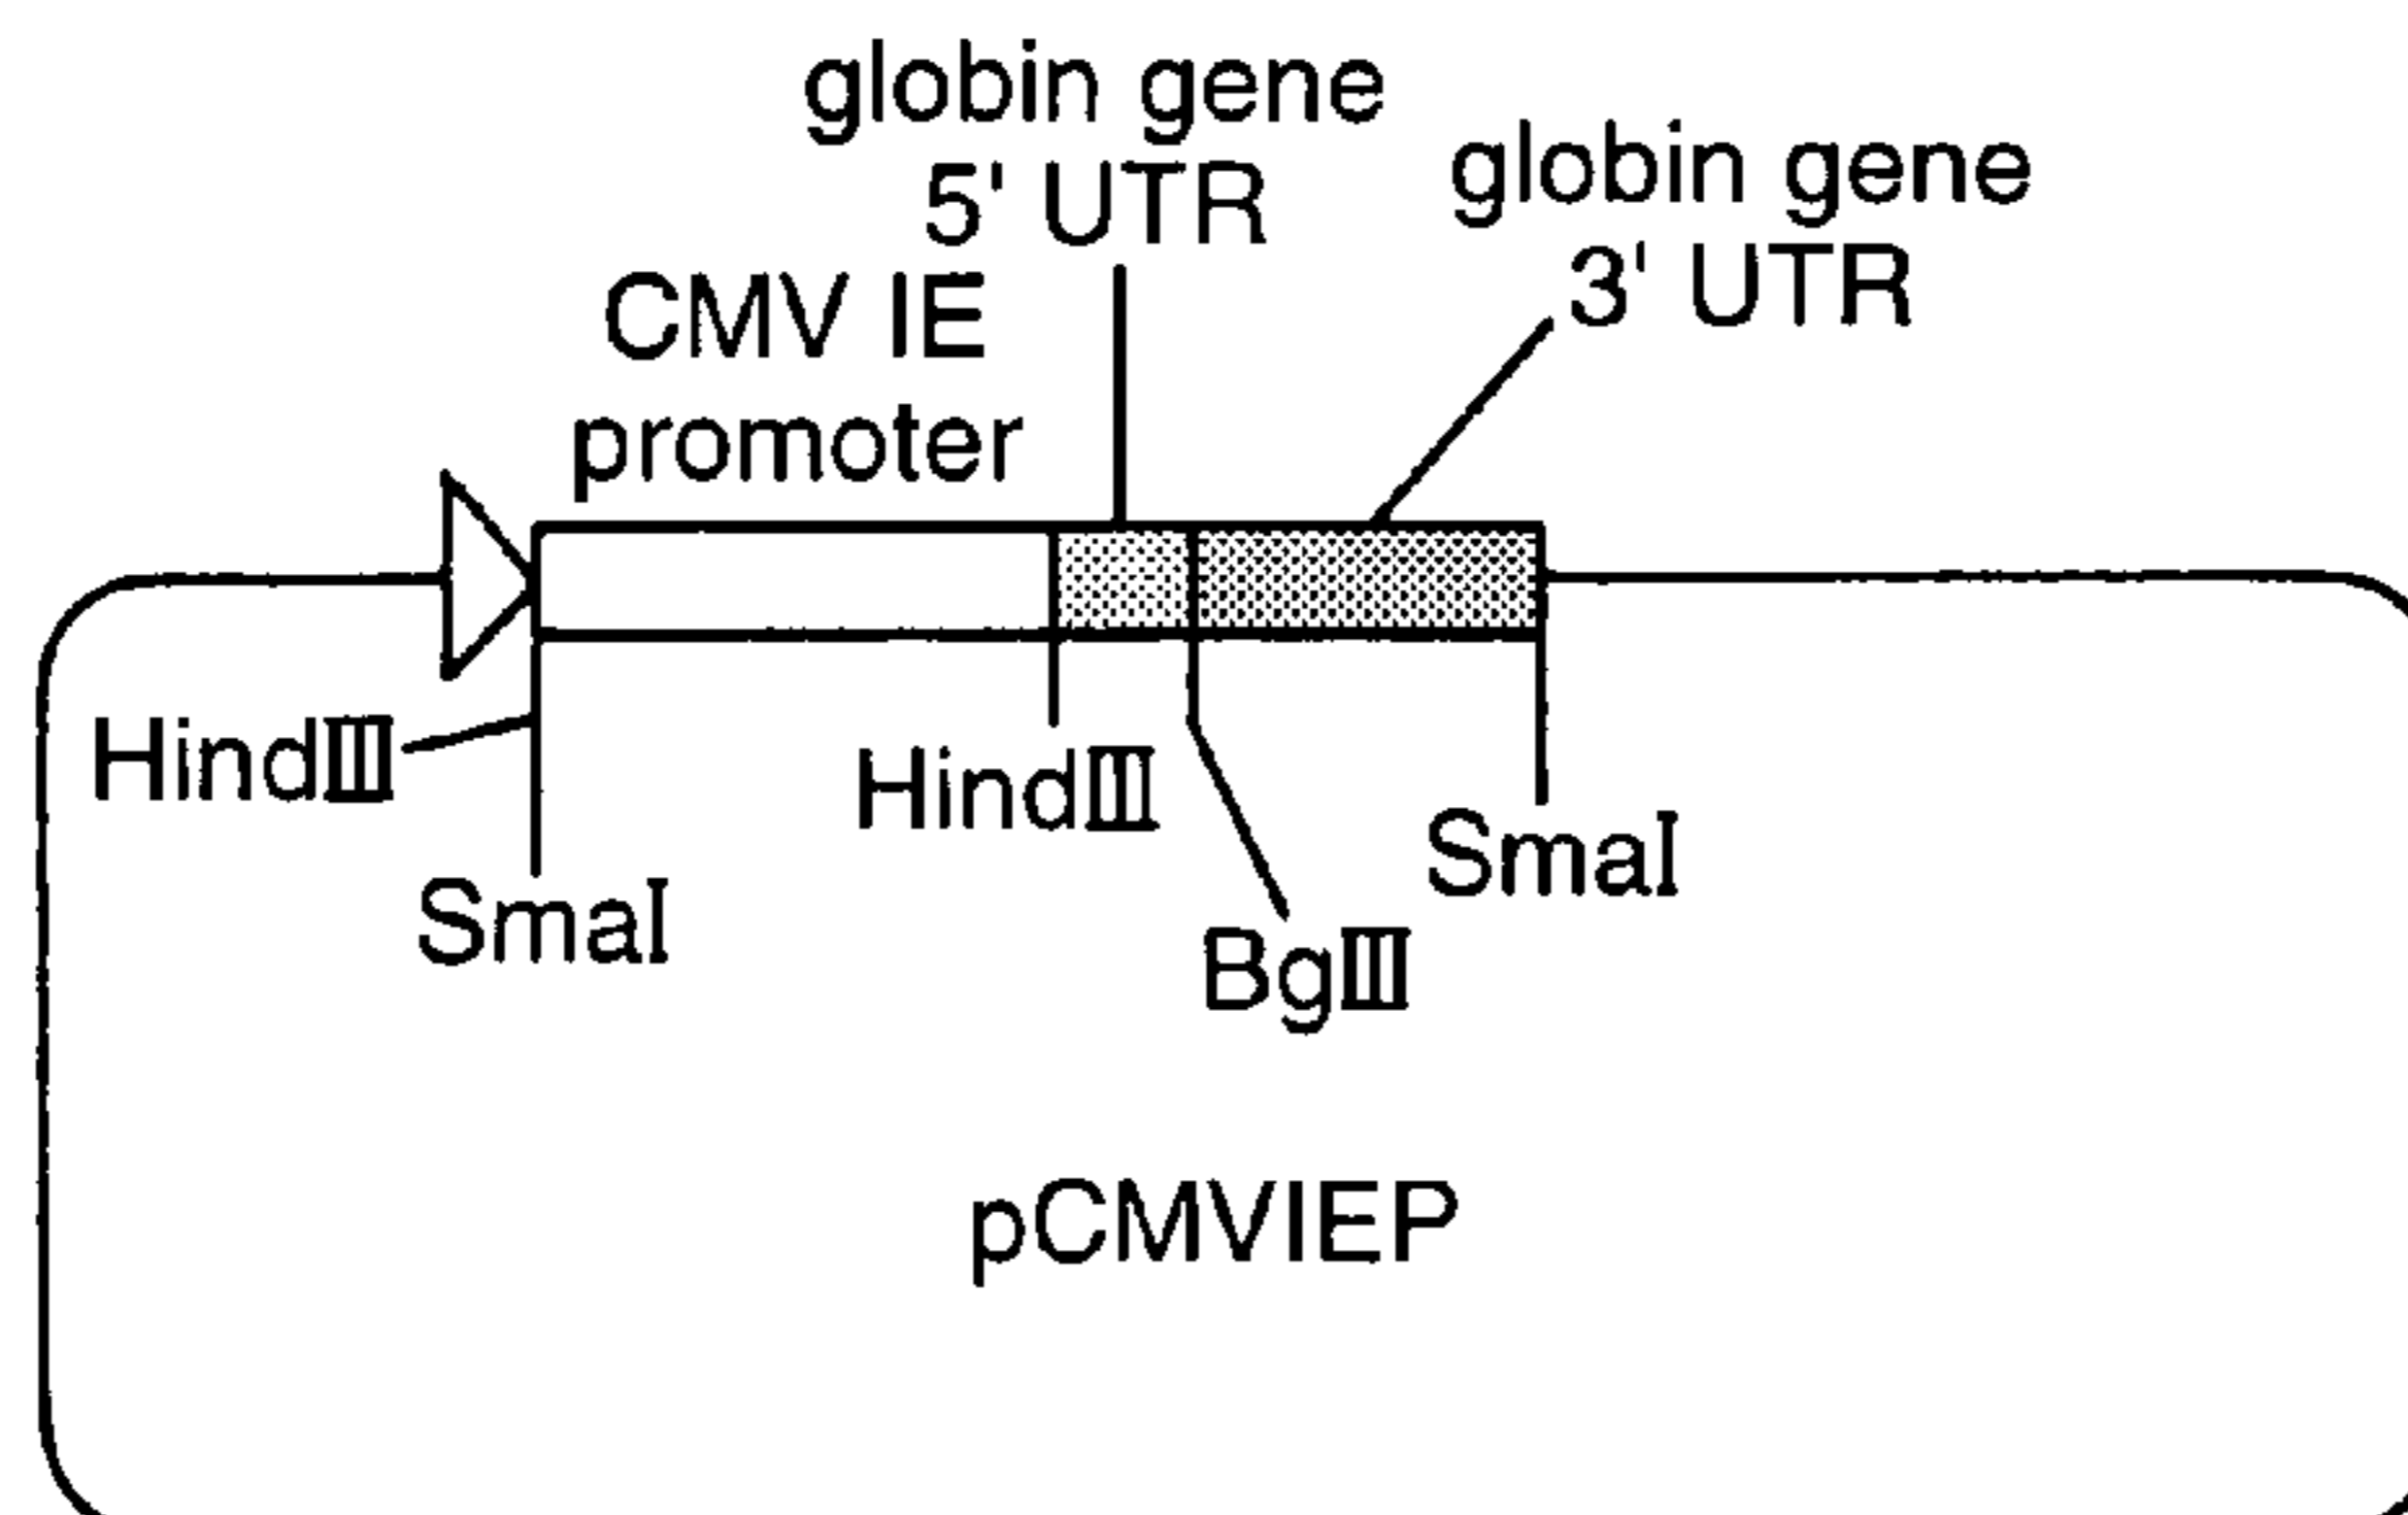 globin gene
5' UTR
globin gene
3' UTR
CMV IE
promoter
HindIII
HindIII
SmaI
SmaI
BglII
pCMVIEP